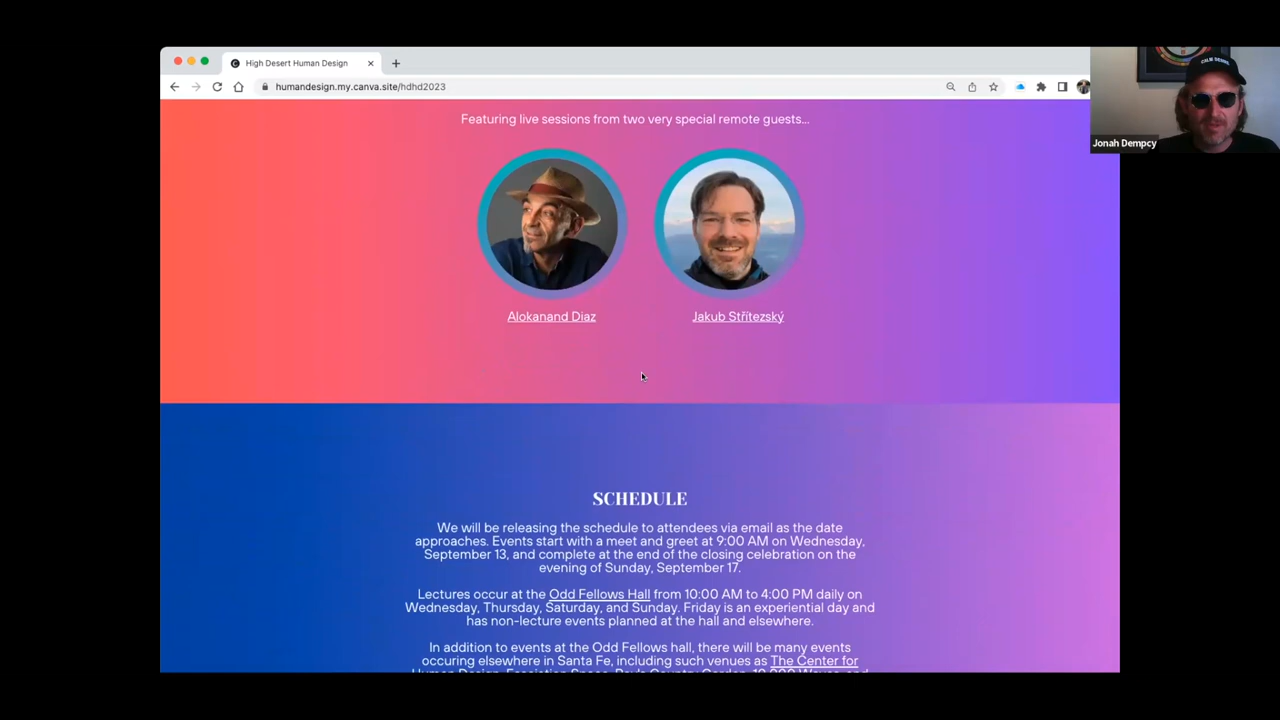 High Desert Human Design
humandesign.my.canva.site/hdhd2023
CALM DENSE
Jonah Dempcy
Featuring live sessions from two very special remote guests...
Alokanand Diaz
Jakub Střítezský
SCHEDULE
We will be releasing the schedule to attendees via email as the date
approaches. Events start with a meet and greet at 9:00 AM on Wednesday,
September 13, and complete at the end of the closing celebration on the
evening of Sunday, September 17.
Lectures occur at the Odd Fellows Hall from 10:00 AM to 4:00 PM daily on
Wednesday, Thursday, Saturday, and Sunday. Friday is an experiential day and
has non-lecture events planned at the hall and elsewhere.
In addition to events at the Odd Fellows hall, there will be many events
occuring elsewhere in Santa Fe, including such venues as The Center for